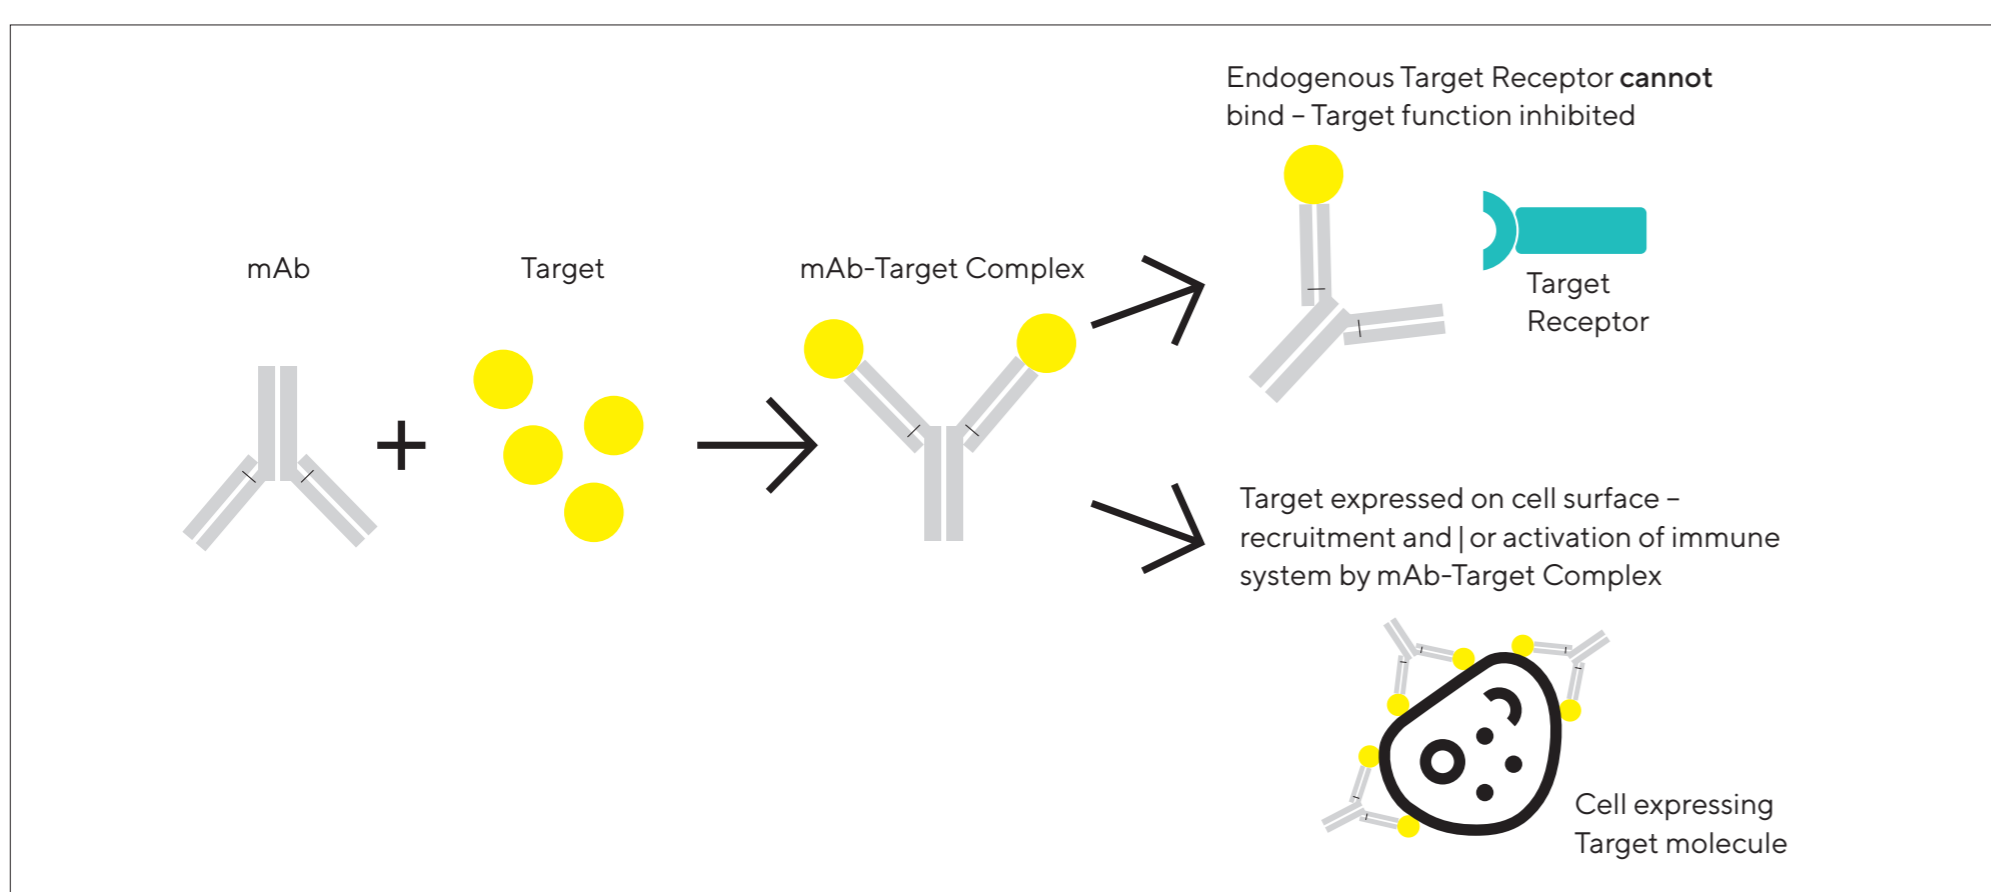 mAb
Target
mAb-Target Complex
Endogenous Target Receptor cannot
bind – Target function inhibited
Target
Receptor
Target expressed on cell surface –
recruitment and | or activation of immune
system by mAb-Target Complex
Cell expressing
Target molecule